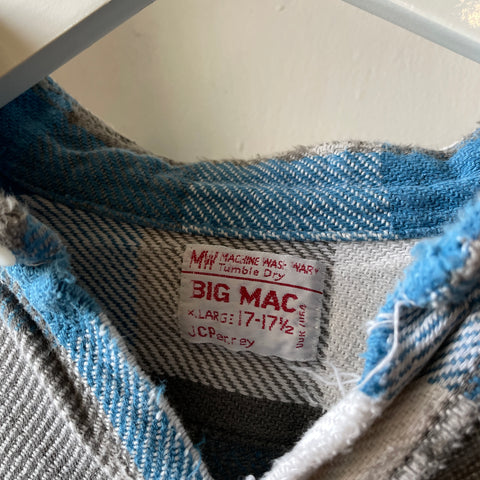 MW MACHINE WASH WARM
Tumble Dry
BIG MAC
X-LARGE 17-17½
JCPenney